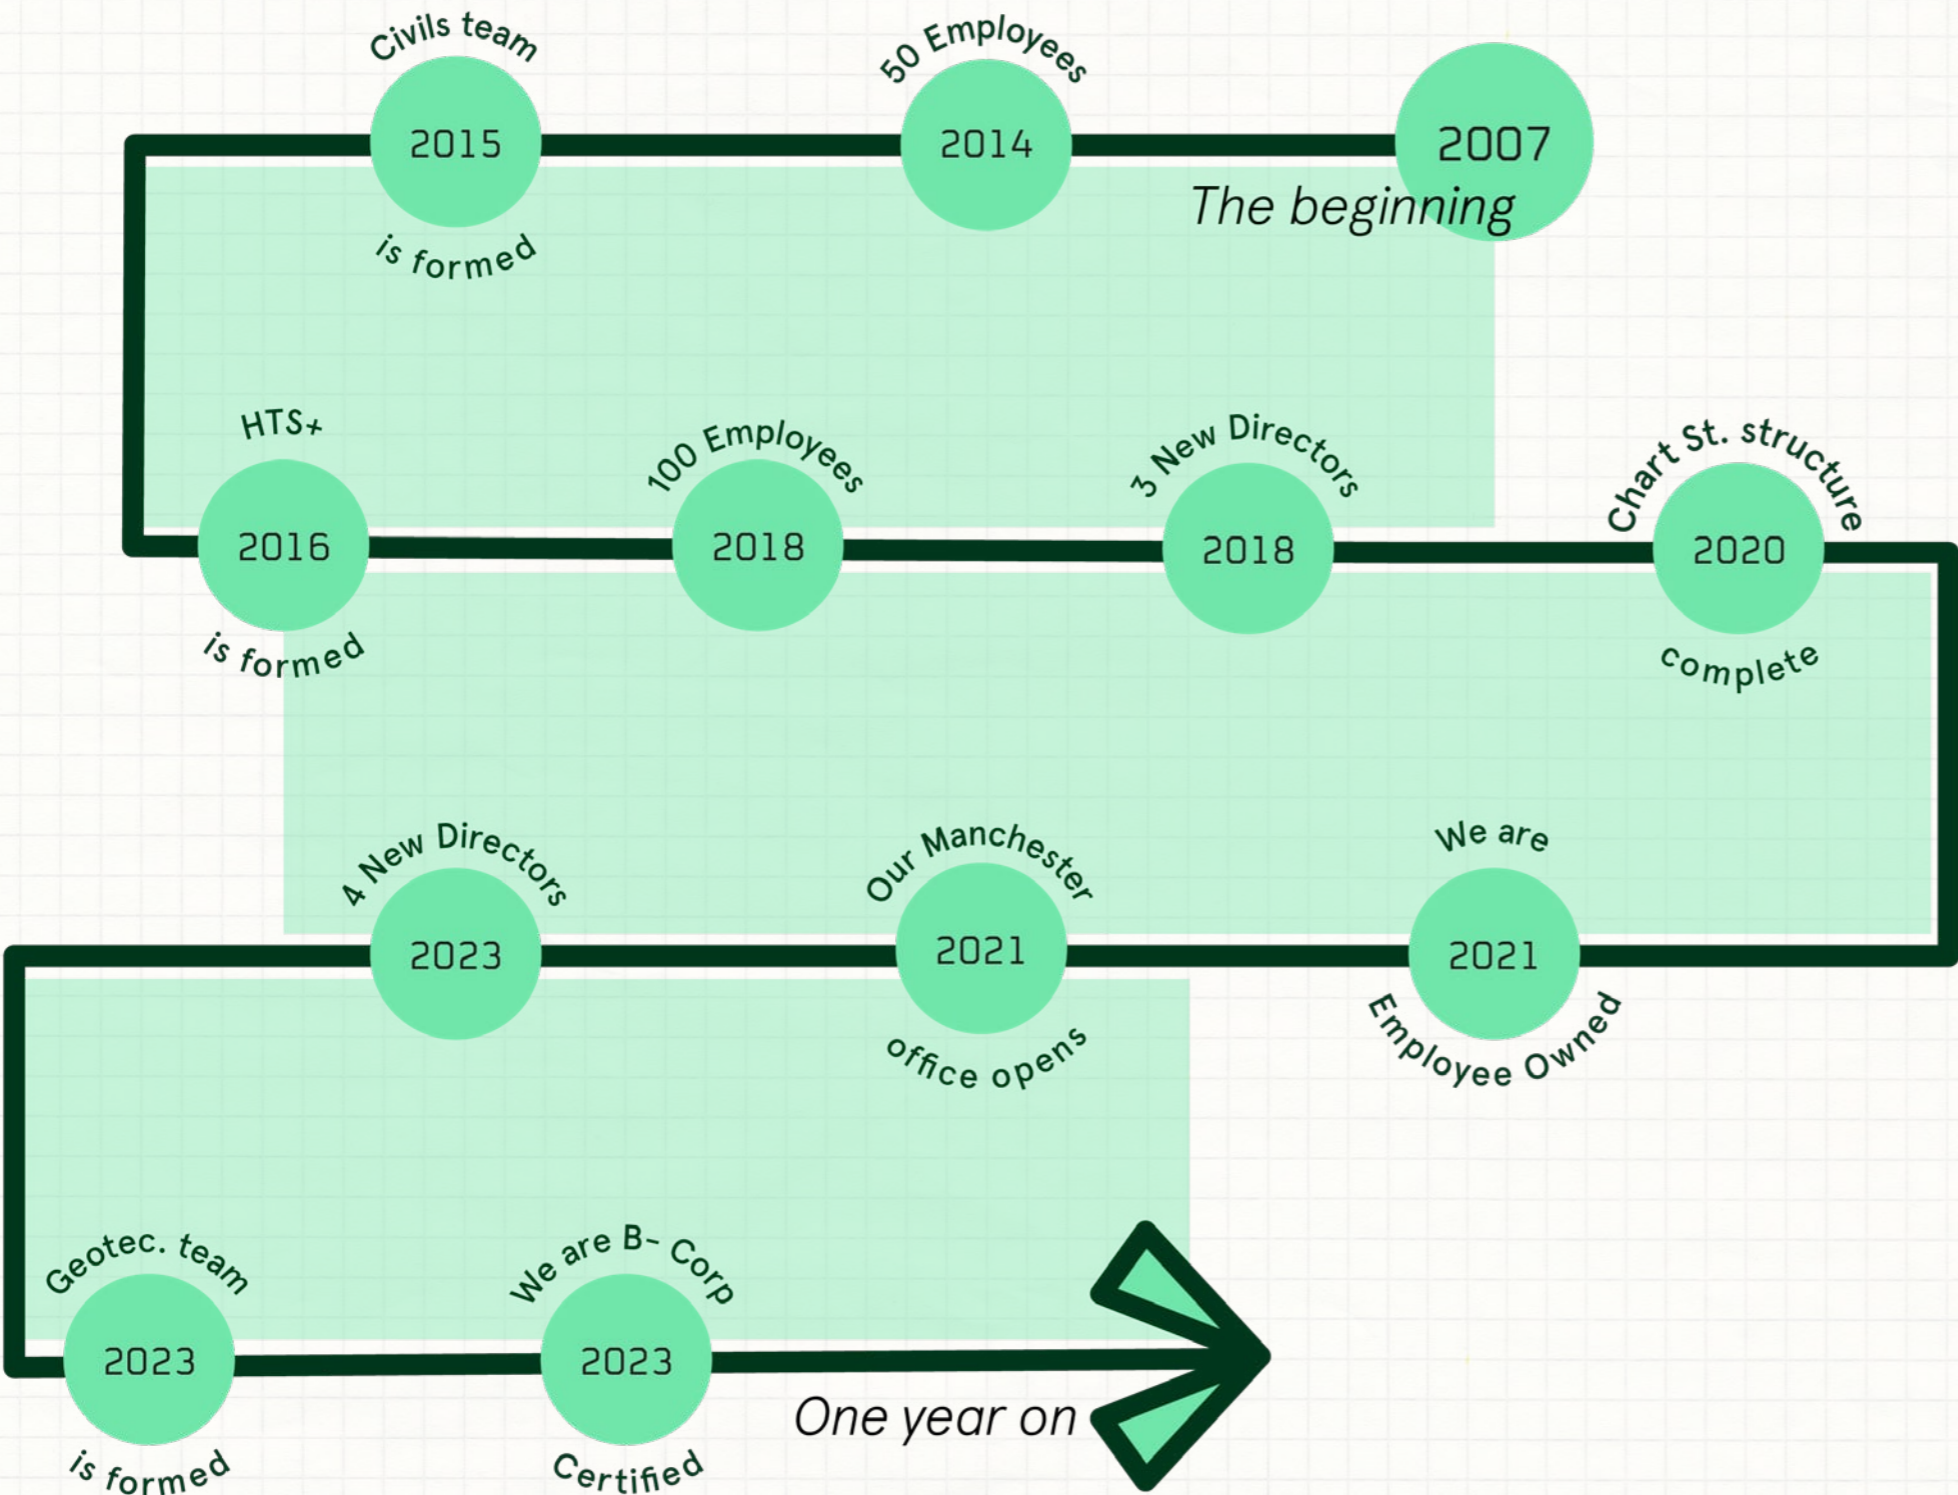 2007
The beginning
50 Employees
2014
Civils team
2015
is formed
HTS+
2016
is formed
100 Employees
2018
3 New Directors
2018
Chart St. structure
2020
complete
We are
2021
Employee Owned
Our Manchester
2021
office opens
4 New Directors
2023
Geotec. team
2023
is formed
We are B- Corp
2023
Certified
One year on